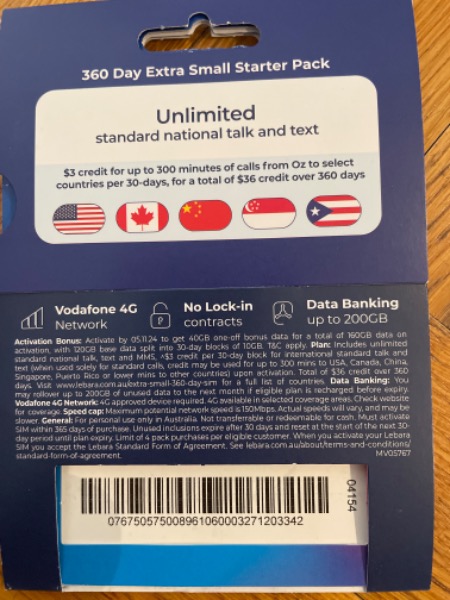 360 Day Extra Small Starter Pack
Unlimited
standard national talk and text
$3 credit for up to 300 minutes of calls from Oz to select
countries per 30-days, for a total of $36 credit over 360 days
Vodafone 4G
Network
No Lock-in
contracts
Data Banking
up to 200GB
Activation Bonus: Activate by 05.11.24 to get 40GB one-off bonus data for a total of 160GB data on
activation, with 120GB base data split into 30-day blocks of 10GB. T&C apply. Plan: Includes unlimited
standard national talk, text and MMS, ^$3 credit per 30-day block for international standard talk and
text (when used solely for standard calls, credit may be used for up to 300 mins to USA, Canada, China,
Singapore, Puerto Rico or lower mins to other countries) upon activation. Total of $36 credit over 360
days. Visit www.lebara.com.au/extra-small-360-day-sim for a full list of countries. Data Banking: You
may rollover up to 200GB of unused data to the next month if eligible plan is recharged before expiry.
Vodafone 4G Network: 4G approved device required. 4G available in selected coverage areas. Check website
for coverage. Speed cap: Maximum potential network speed is 150Mbps. Actual speeds will vary, and may be
slower. General: For personal use only in Australia. Not transferrable or redeemable for cash. Must activate
SIM within 365 days of purchase. Unused inclusions expire after 30 days and reset at the start of the next 30-
day period until plan expiry. Limit of 4 pack purchases per eligible customer. When you activate your Lebara
SIM you accept the Lebara Standard Form of Agreement. See lebara.com.au/about/terms-and-conditions/
standard-form-of-agreement.
MV05767
04154
076750575008961060003271203342